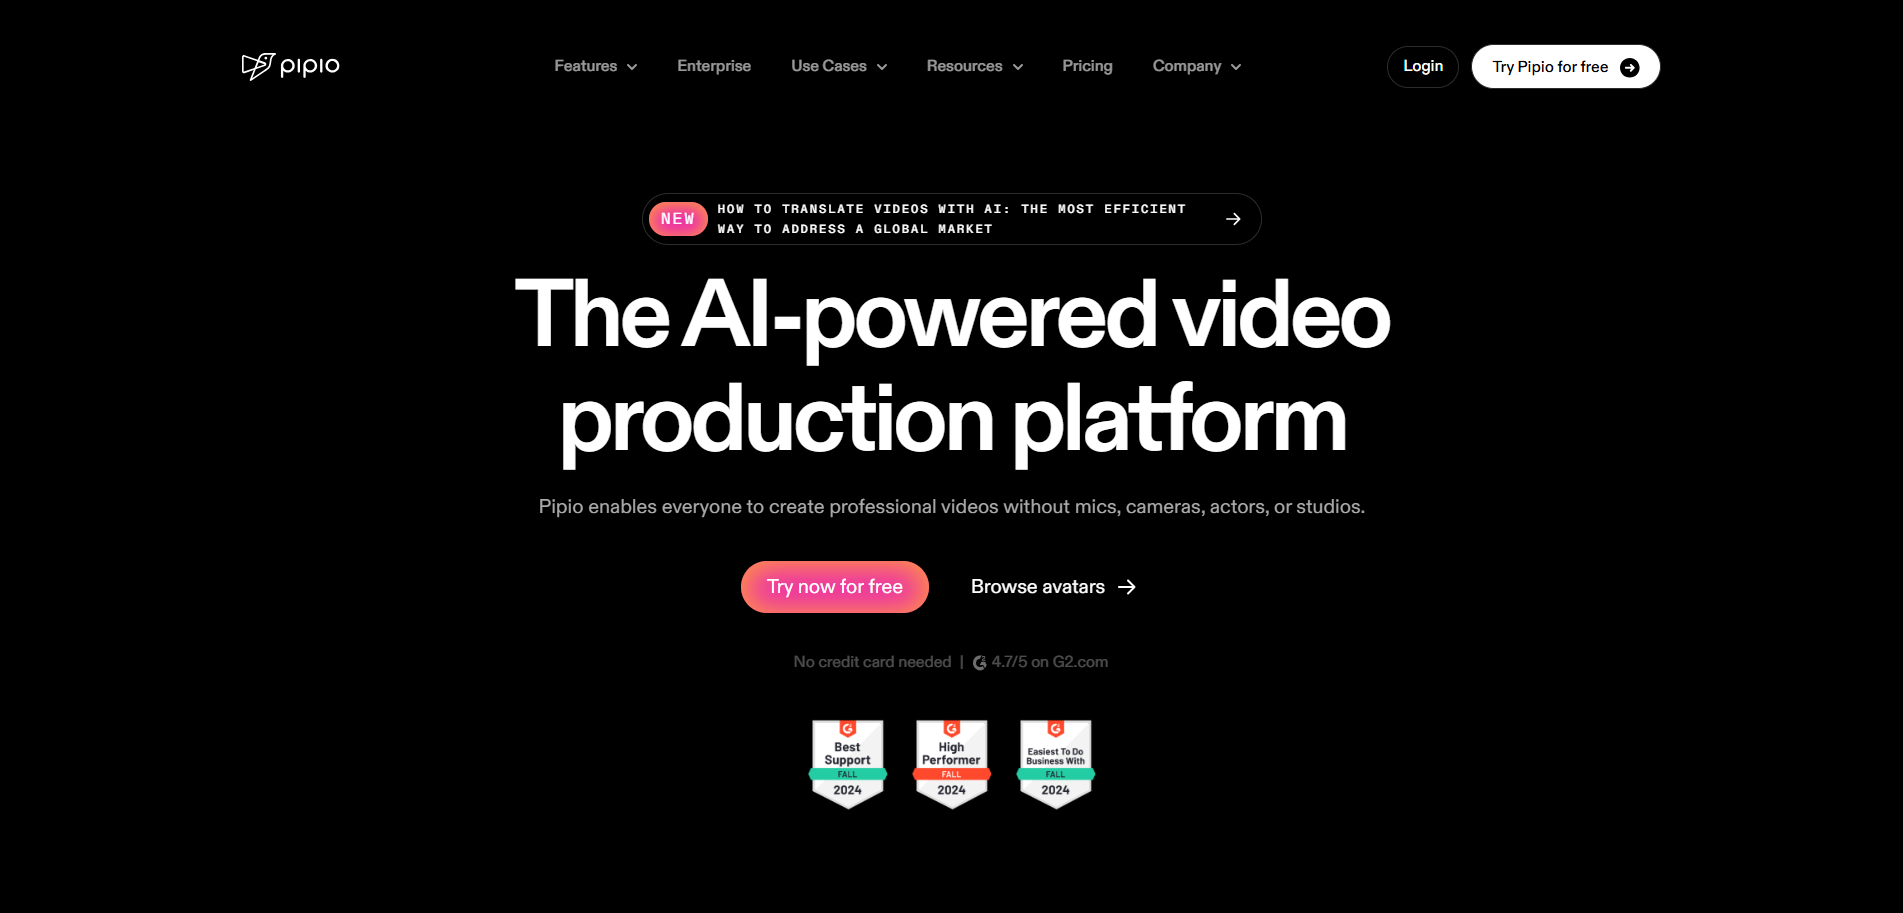 pipio
Features
Enterprise
Use Cases
Resources
Pricing
Company
Login
Try Pipio for free
NEW
HOW TO TRANSLATE VIDEOS WITH AI: THE MOST EFFICIENT
WAY TO ADDRESS A GLOBAL MARKET
The AI-powered video
production platform
Pipio enables everyone to create professional videos without mics, cameras, actors, or studios.
Try now for free
Browse avatars
No credit card needed | 4.7/5 on G2.com
Best
Support
FALL
2024
High
Performer
FALL
2024
Easiest To Do
Business With
FALL
2024